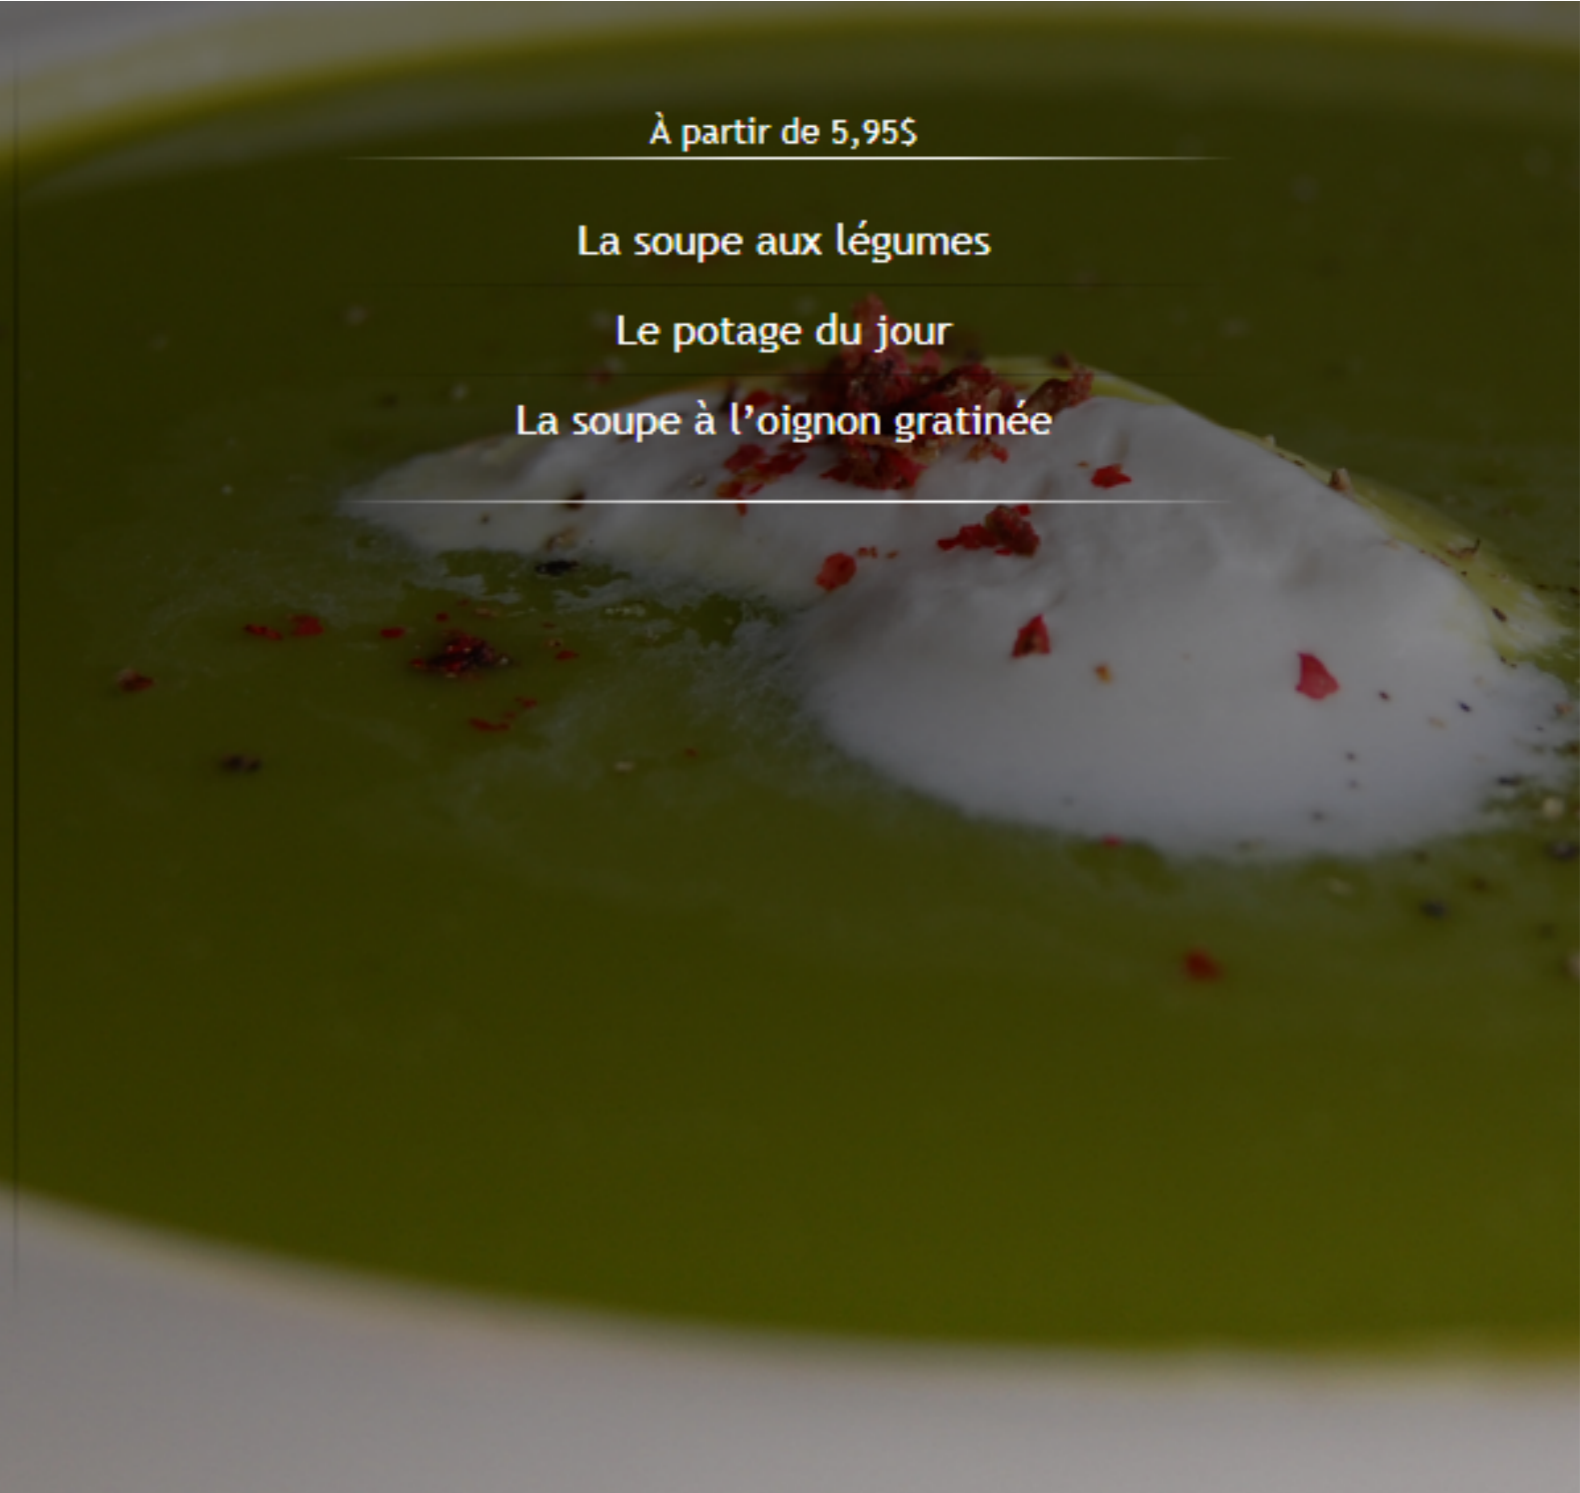 À partir de 5,95$
La soupe aux légumes
Le potage du jour
La soupe à l’oignon gratinée